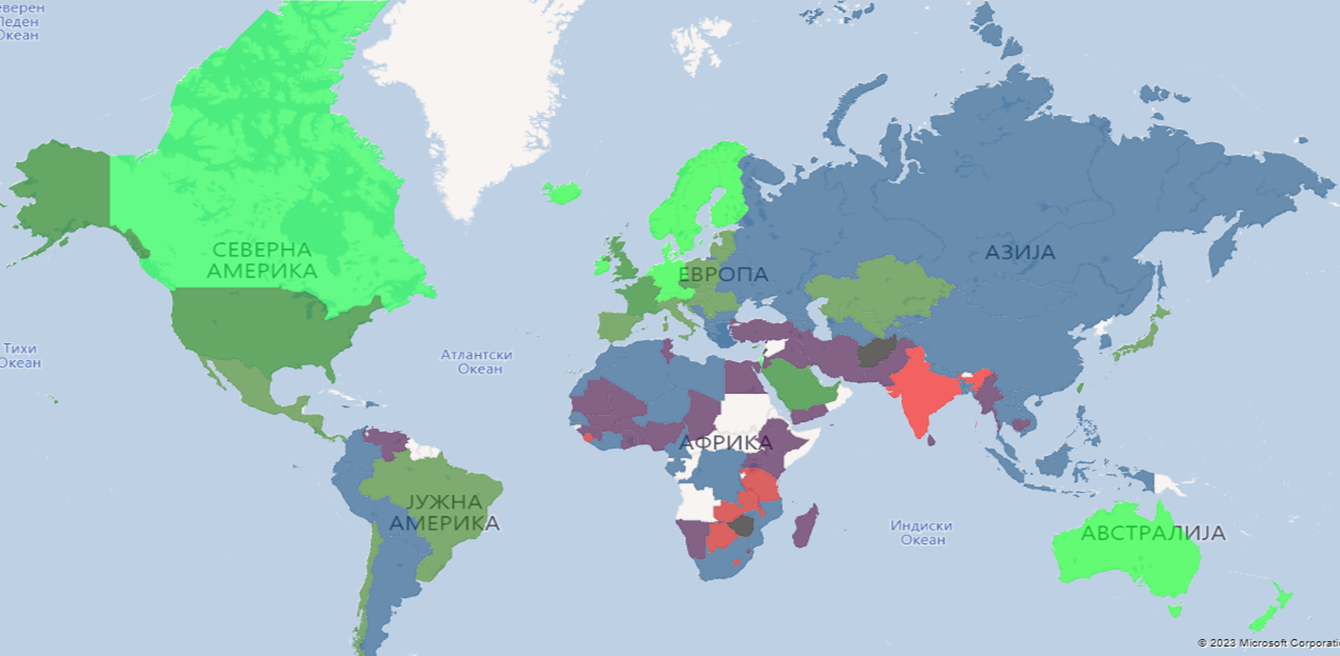 еверен
Леден
Океан
СЕВЕРНА
АМЕРИКА
ЕВРОПА
АЗИЈА
Тихи
Океан
Атлантски
Океан
АФРИКА
ЈУЖНА
АМЕРИКА
Индиски
Океан
АВСТРАЛИЈА
© 2023 Microsoft Corporati